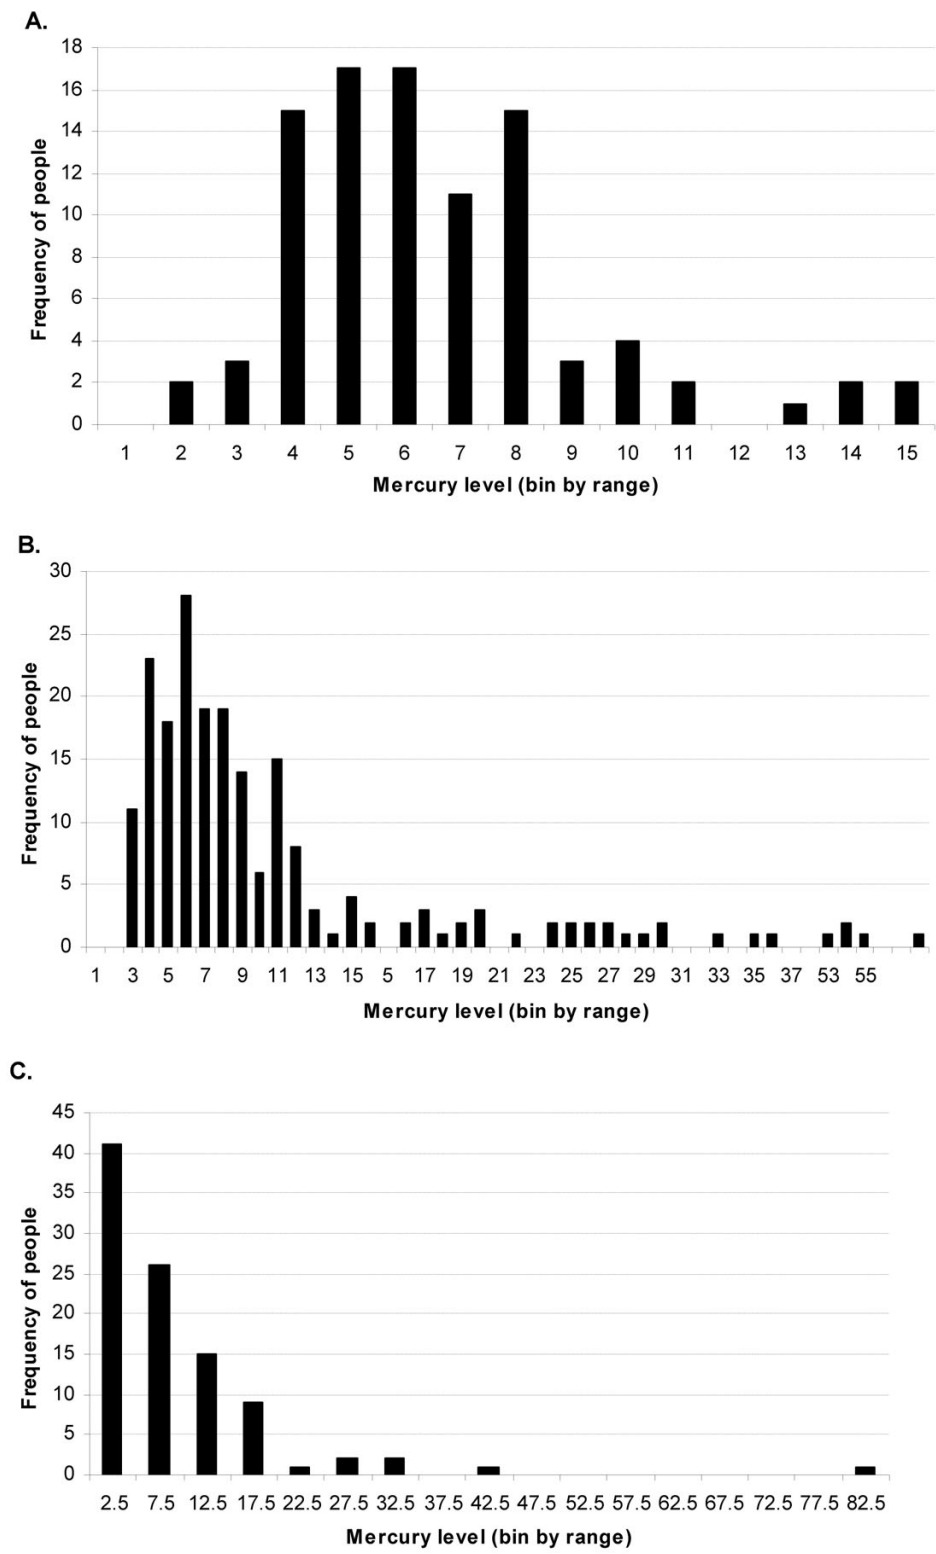 A.
18
16
14
12
10
8
6
4
2
0
Frequency of people
1 2 3 4 5 6 7 8 9 10 11 12 13 14 15
Mercury level (bin by range)
B.
30
25
20
15
10
5
0
Frequency of people
1 3 5 7 9 11 13 15 5 17 19 21 23 25 27 29 31 33 35 37 53 55
Mercury level (bin by range)
C.
45
40
35
30
25
20
15
10
5
0
Frequency of people
2.5 7.5 12.5 17.5 22.5 27.5 32.5 37.5 42.5 47.5 52.5 57.5 62.5 67.5 72.5 77.5 82.5
Mercury level (bin by range)